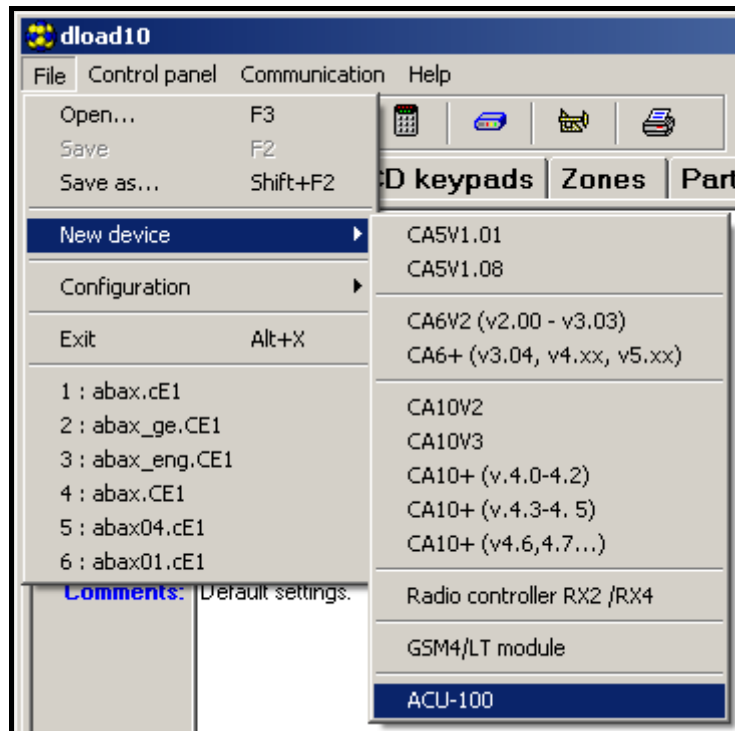 dload10
File Control panel Communication Help
Open... F3
Save F2
Save as... Shift+F2
New device
Configuration
Exit Alt+X
1 : abax.cE1
2 : abax_ge.CE1
3 : abax_eng.CE1
4 : abax.CE1
5 : abax04.cE1
6 : abax01.cE1
CD keypads Zones Part
CA5V1.01
CA5V1.08
CA6V2 (v2.00 - v3.03)
CA6+ (v3.04, v4.xx, v5.xx)
CA10V2
CA10V3
CA10+ (v.4.0-4.2)
CA10+ (v.4.3-4. 5)
CA10+ (v4.6,4.7...)
Radio controller RX2 /RX4
GSM4/LT module
ACU-100
Comments: Default settings.